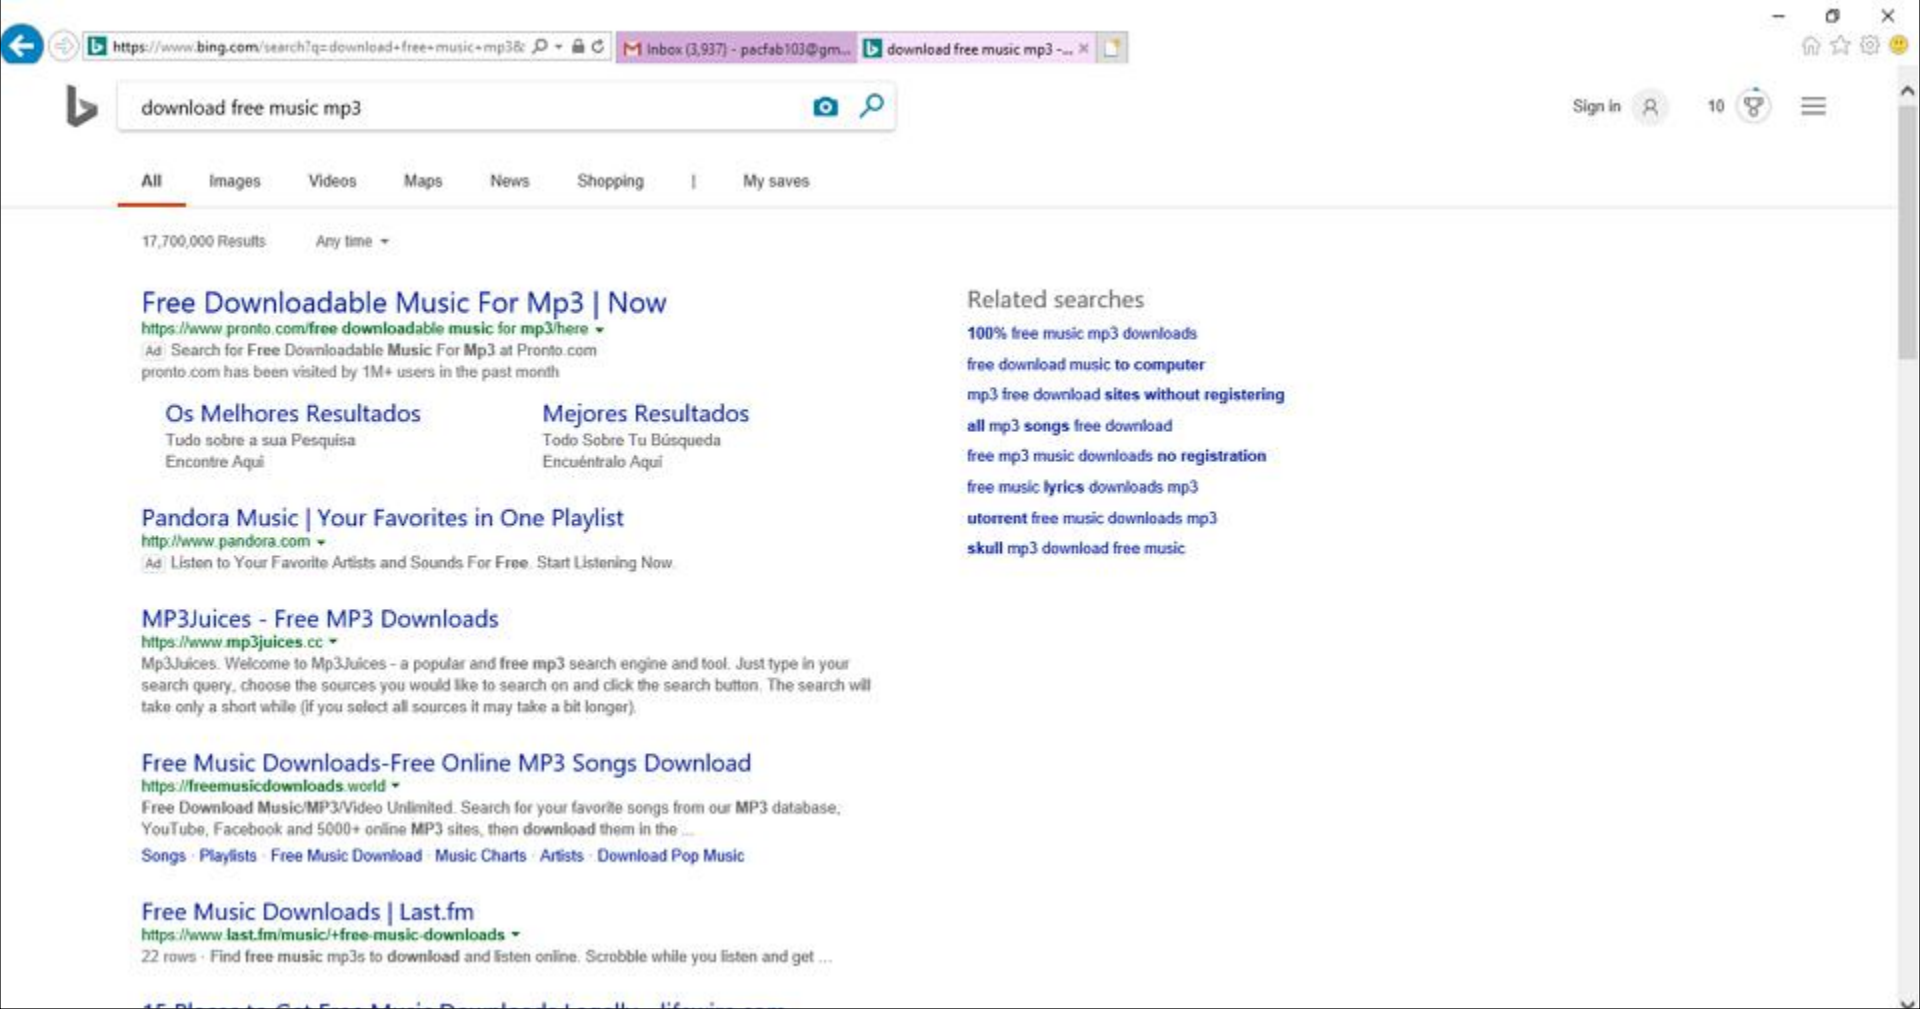 https://www.bing.com/search?q=download+free+music+mp3&
Inbox (3,937) - pacfab103@gm...
download free music mp3 -...
download free music mp3
Sign in
10
All
Images
Videos
Maps
News
Shopping
|
My saves
17,700,000 Results
Any time
Free Downloadable Music For Mp3 | Now
https://www.pronto.com/free downloadable music for mp3/here
Ad Search for Free Downloadable Music For Mp3 at Pronto.com
pronto.com has been visited by 1M+ users in the past month
Os Melhores Resultados
Tudo sobre a sua Pesquisa
Encontre Aqui
Mejores Resultados
Todo Sobre Tu Búsqueda
Encuéntralo Aquí
Pandora Music | Your Favorites in One Playlist
http://www.pandora.com
Ad Listen to Your Favorite Artists and Sounds For Free. Start Listening Now.
MP3Juices - Free MP3 Downloads
https://www.mp3juices.cc
Mp3Juices. Welcome to Mp3Juices - a popular and free mp3 search engine and tool. Just type in your
search query, choose the sources you would like to search on and click the search button. The search will
take only a short while (if you select all sources it may take a bit longer).
Free Music Downloads-Free Online MP3 Songs Download
https://freemusicdownloads.world
Free Download Music/MP3/Video Unlimited. Search for your favorite songs from our MP3 database,
YouTube, Facebook and 5000+ online MP3 sites, then download them in the ...
Songs · Playlists · Free Music Download · Music Charts · Artists · Download Pop Music
Free Music Downloads | Last.fm
https://www.last.fm/music/+free-music-downloads
22 rows · Find free music mp3s to download and listen online. Scrobble while you listen and get ...
15 Places to Get Free Music Downloads Legally - lifewire.com
Related searches
100% free music mp3 downloads
free download music to computer
mp3 free download sites without registering
all mp3 songs free download
free mp3 music downloads no registration
free music lyrics downloads mp3
utorrent free music downloads mp3
skull mp3 download free music